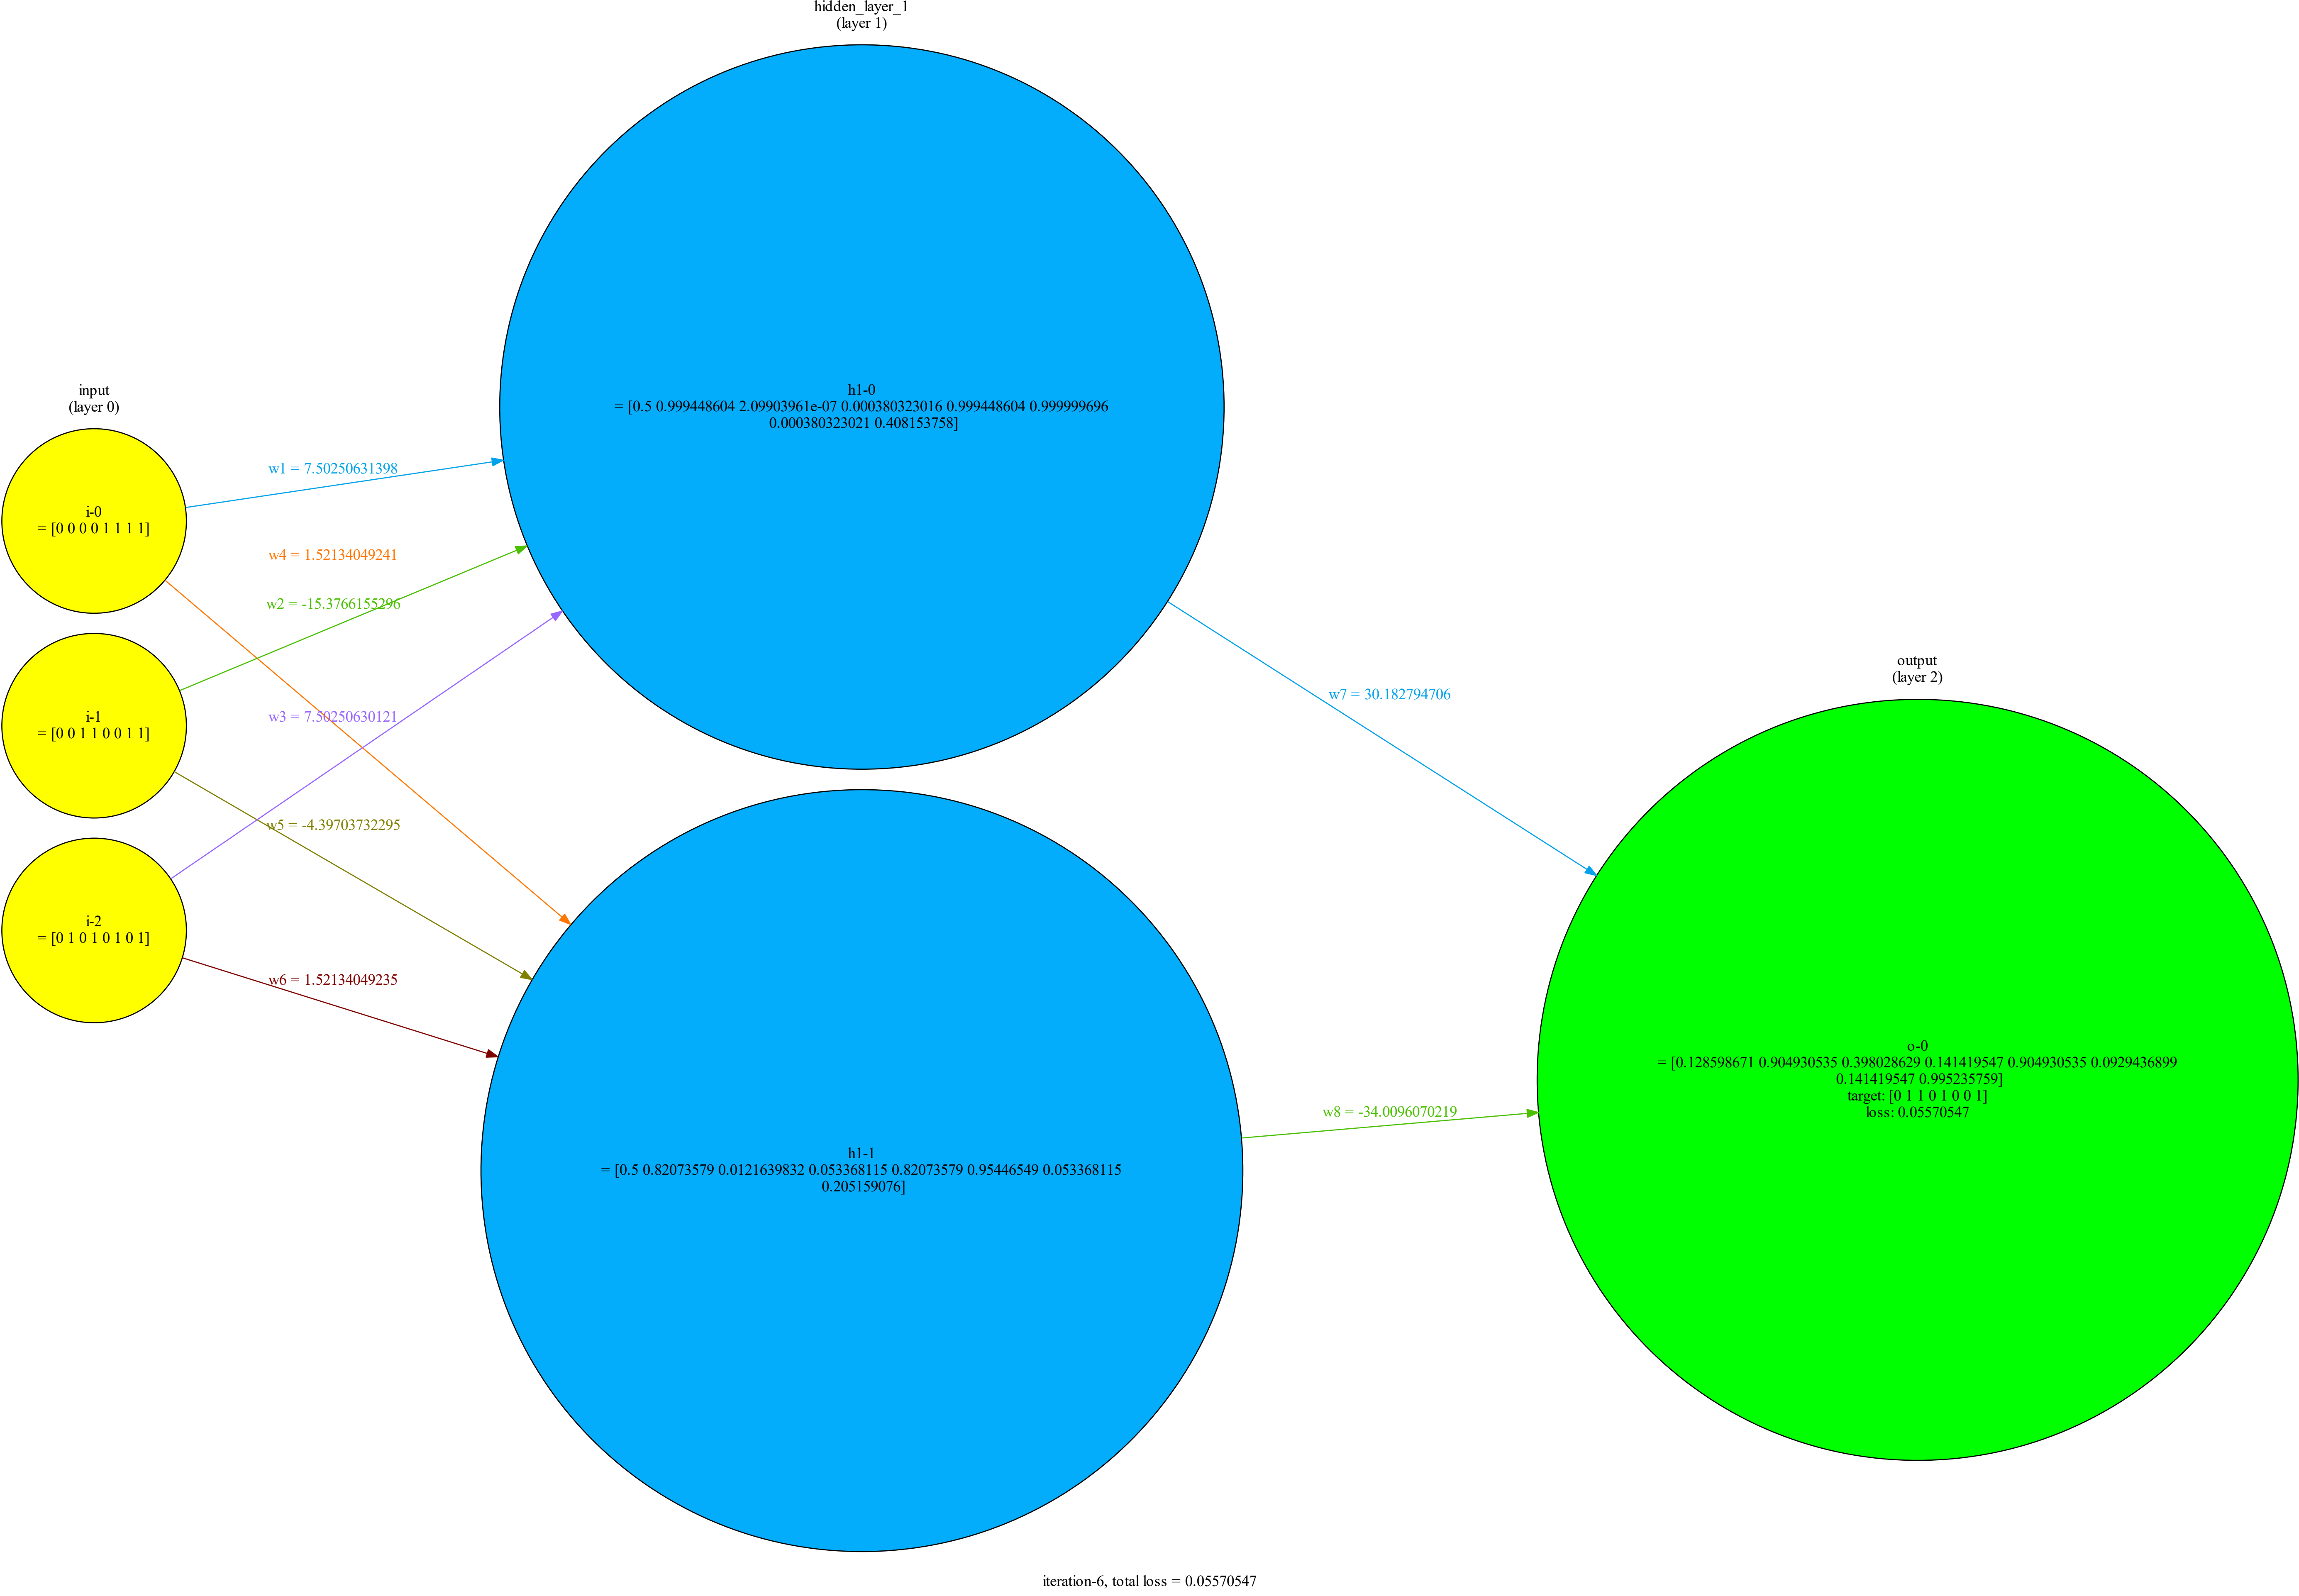 hidden_layer_1
(layer 1)
h1-0
= [0.5 0.999448604 2.09903961e-07 0.000380323016 0.999448604 0.999999696
0.000380323021 0.408153758]
input
(layer 0)
w1 = 7.50250631398
i-0
= [0 0 0 0 1 1 1 1]
w4 = 1.52134049241
w2 = -15.3766155296
i-1
= [0 0 1 1 0 0 1 1]
w3 = 7.50250630121
w5 = -4.39703732295
i-2
= [0 1 0 1 0 1 0 1]
w6 = 1.52134049235
w7 = 30.182794706
output
(layer 2)
o-0
= [0.128598671 0.904930535 0.398028629 0.141419547 0.904930535 0.0929436899
0.141419547 0.995235759]
target: [0 1 1 0 1 0 0 1]
loss: 0.05570547
w8 = -34.0096070219
h1-1
= [0.5 0.82073579 0.0121639832 0.053368115 0.82073579 0.95446549 0.053368115
0.205159076]
iteration-6, total loss = 0.05570547